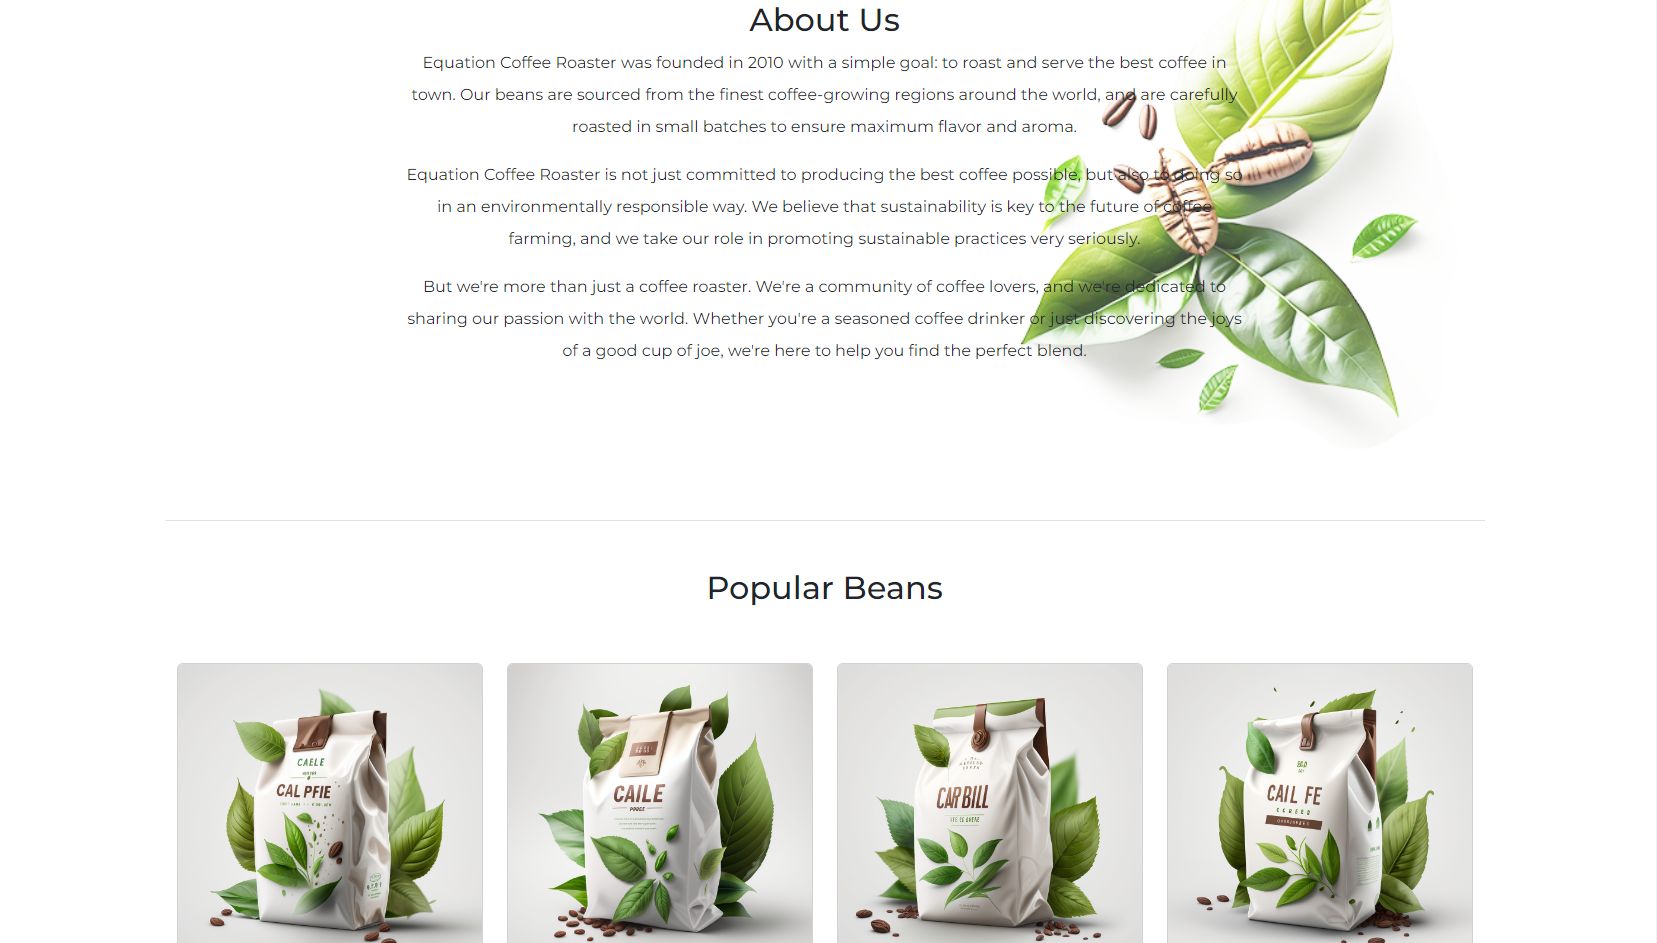 About Us
Equation Coffee Roaster was founded in 2010 with a simple goal: to roast and serve the best coffee in
town. Our beans are sourced from the finest coffee-growing regions around the world, and are carefully
roasted in small batches to ensure maximum flavor and aroma.
Equation Coffee Roaster is not just committed to producing the best coffee possible, but also to doing so
in an environmentally responsible way. We believe that sustainability is key to the future of coffee
farming, and we take our role in promoting sustainable practices very seriously.
But we're more than just a coffee roaster. We're a community of coffee lovers, and we're dedicated to
sharing our passion with the world. Whether you're a seasoned coffee drinker or just discovering the joys
of a good cup of joe, we're here to help you find the perfect blend.
Popular Beans
CAELE
CAL PFIE
CAILE
CARBILL
CAIL FE